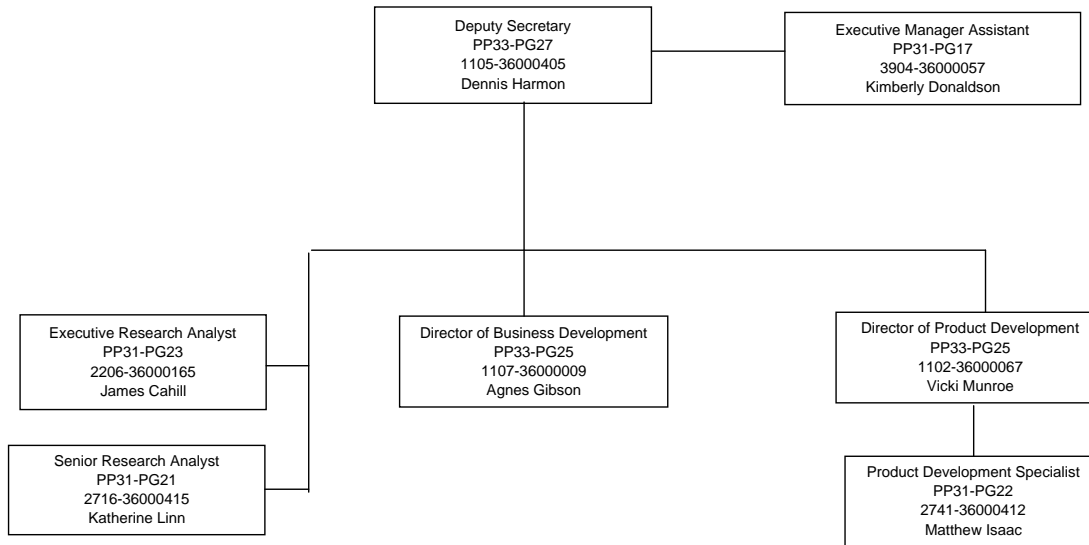 Deputy Secretary
PP33-PG27
1105-36000405
Dennis Harmon
Executive Manager Assistant
PP31-PG17
3904-36000057
Kimberly Donaldson
Executive Research Analyst
PP31-PG23
2206-36000165
James Cahill
Director of Business Development
PP33-PG25
1107-36000009
Agnes Gibson
Director of Product Development
PP33-PG25
1102-36000067
Vicki Munroe
Senior Research Analyst
PP31-PG21
2716-36000415
Katherine Linn
Product Development Specialist
PP31-PG22
2741-36000412
Matthew Isaac